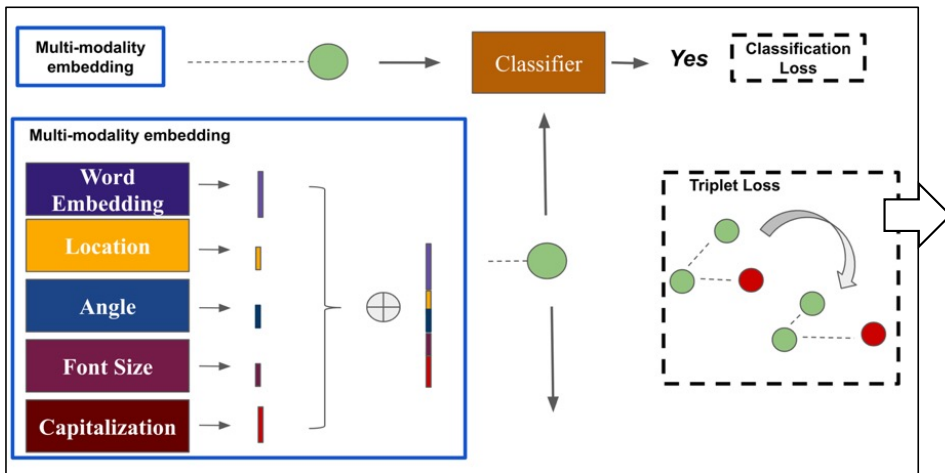 Multi-modality
embedding
Classifier
Yes
Classification
Loss
Multi-modality embedding
Word
Embedding
Location
Angle
Font Size
Capitalization
Triplet Loss